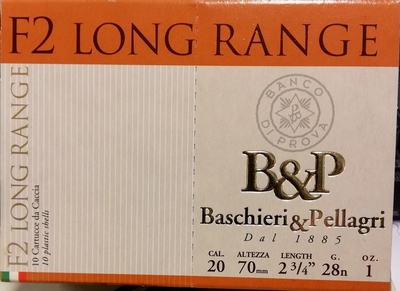 F2 LONG RANGE
F2 LONG RANGE
10 Cartucce da Caccia
10 plastic shells
BANCO
DI PROVA
B&P
Baschieri&Pellagri
Dal 1885
CAL. ALTEZZA LENGTH G. OZ.
20 70mm 2 3/4” 28n 1